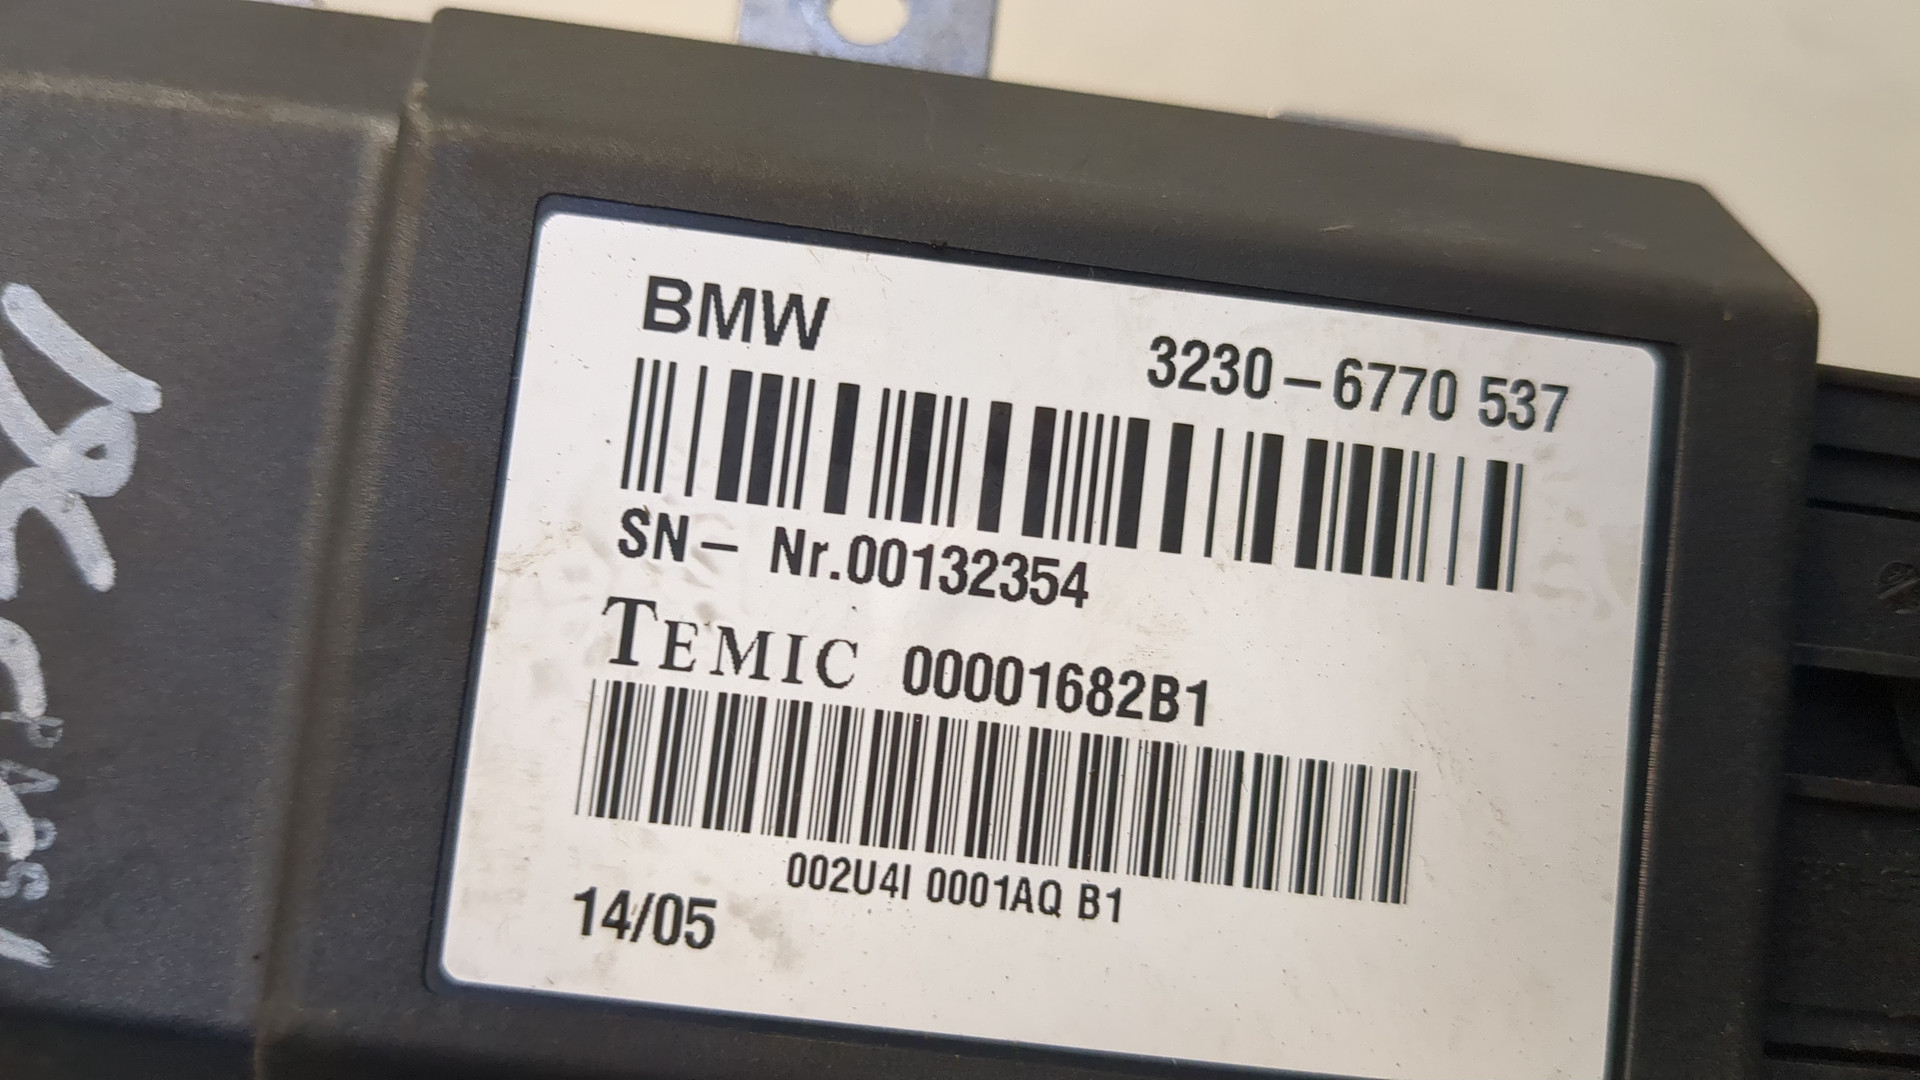 BMW
3230 – 6770 537
SN – Nr.00132354
TEMIC 00001682B1
002U4I 0001AQ B1
14/05